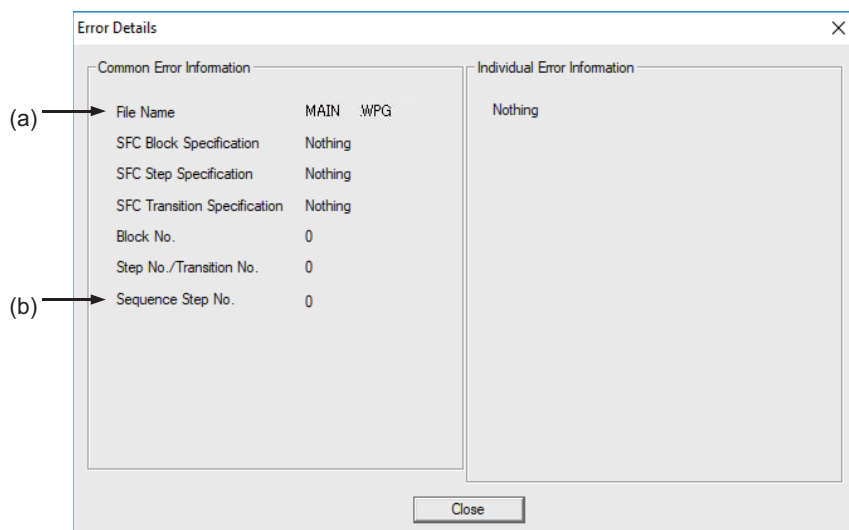 Error Details
Common Error Information
(a) File Name MAIN .WPG
SFC Block Specification Nothing
SFC Step Specification Nothing
SFC Transition Specification Nothing
Block No. 0
Step No./Transition No. 0
(b) Sequence Step No. 0
Individual Error Information
Nothing
Close